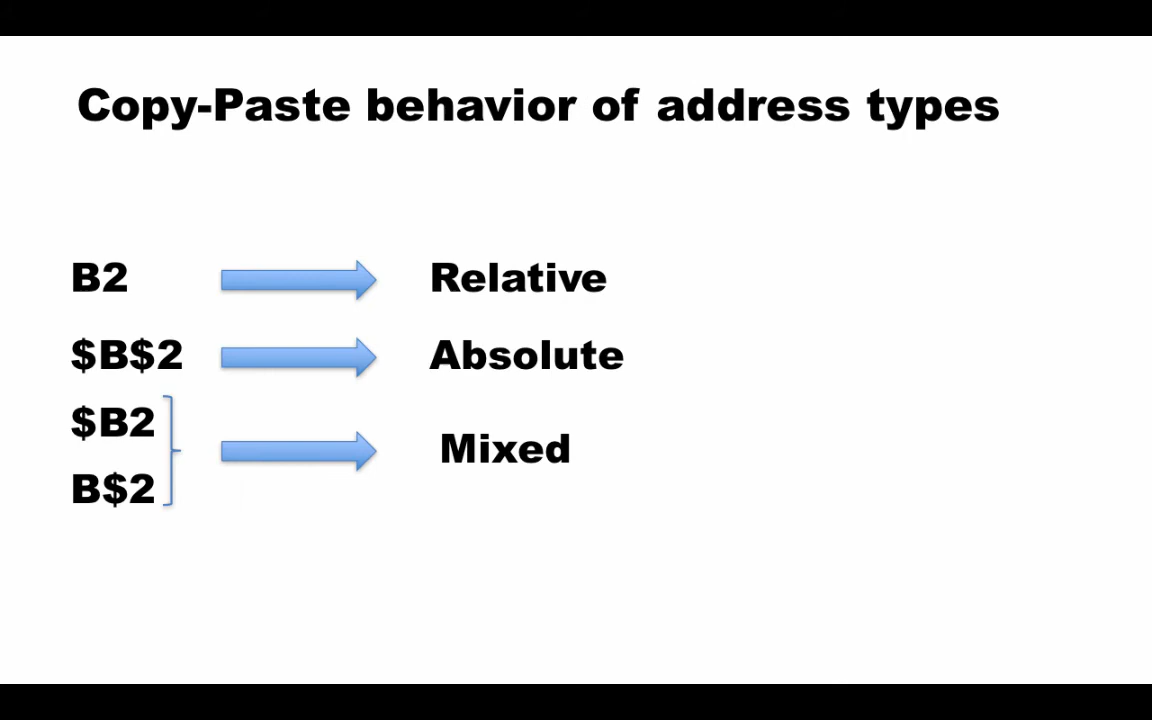 Copy-Paste behavior of address types
B2 Relative
$B$2 Absolute
$B2
Mixed
B$2